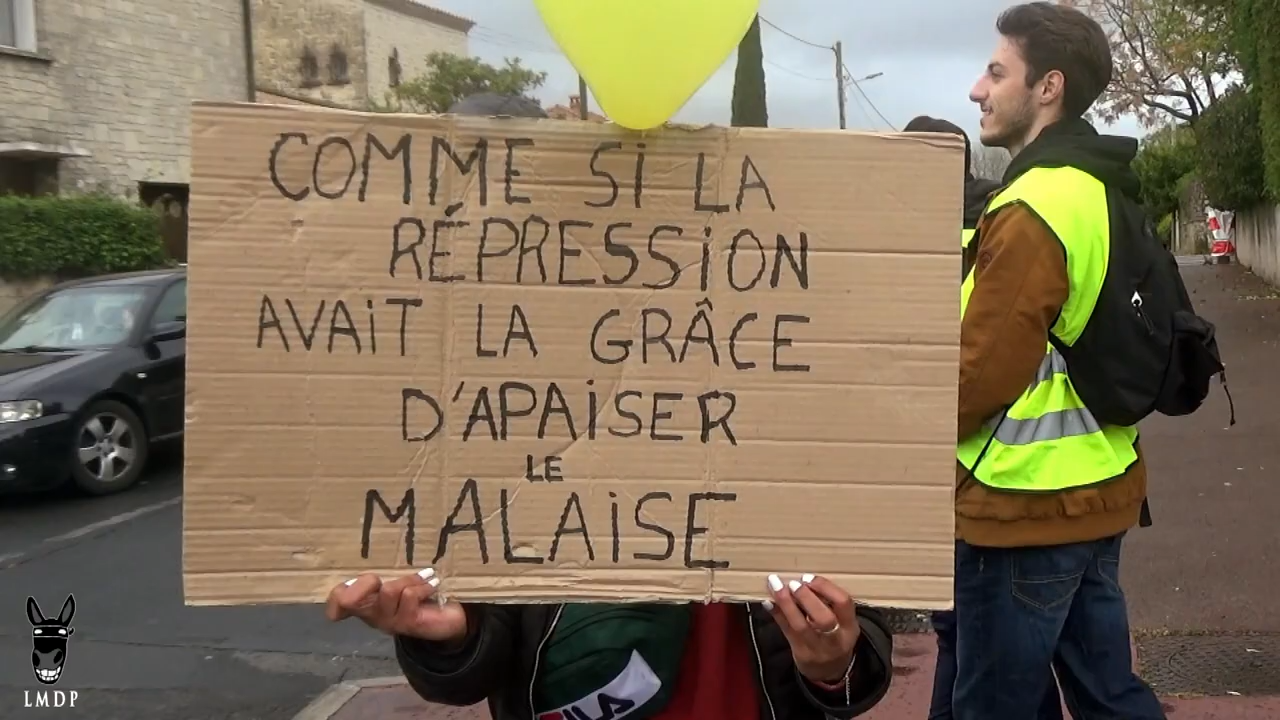 COMME Si LA
RÉPRESSiON
AVAiT LA GRÂCE
D'APAiSER
LE
MALAiSE
LMDP
FILA